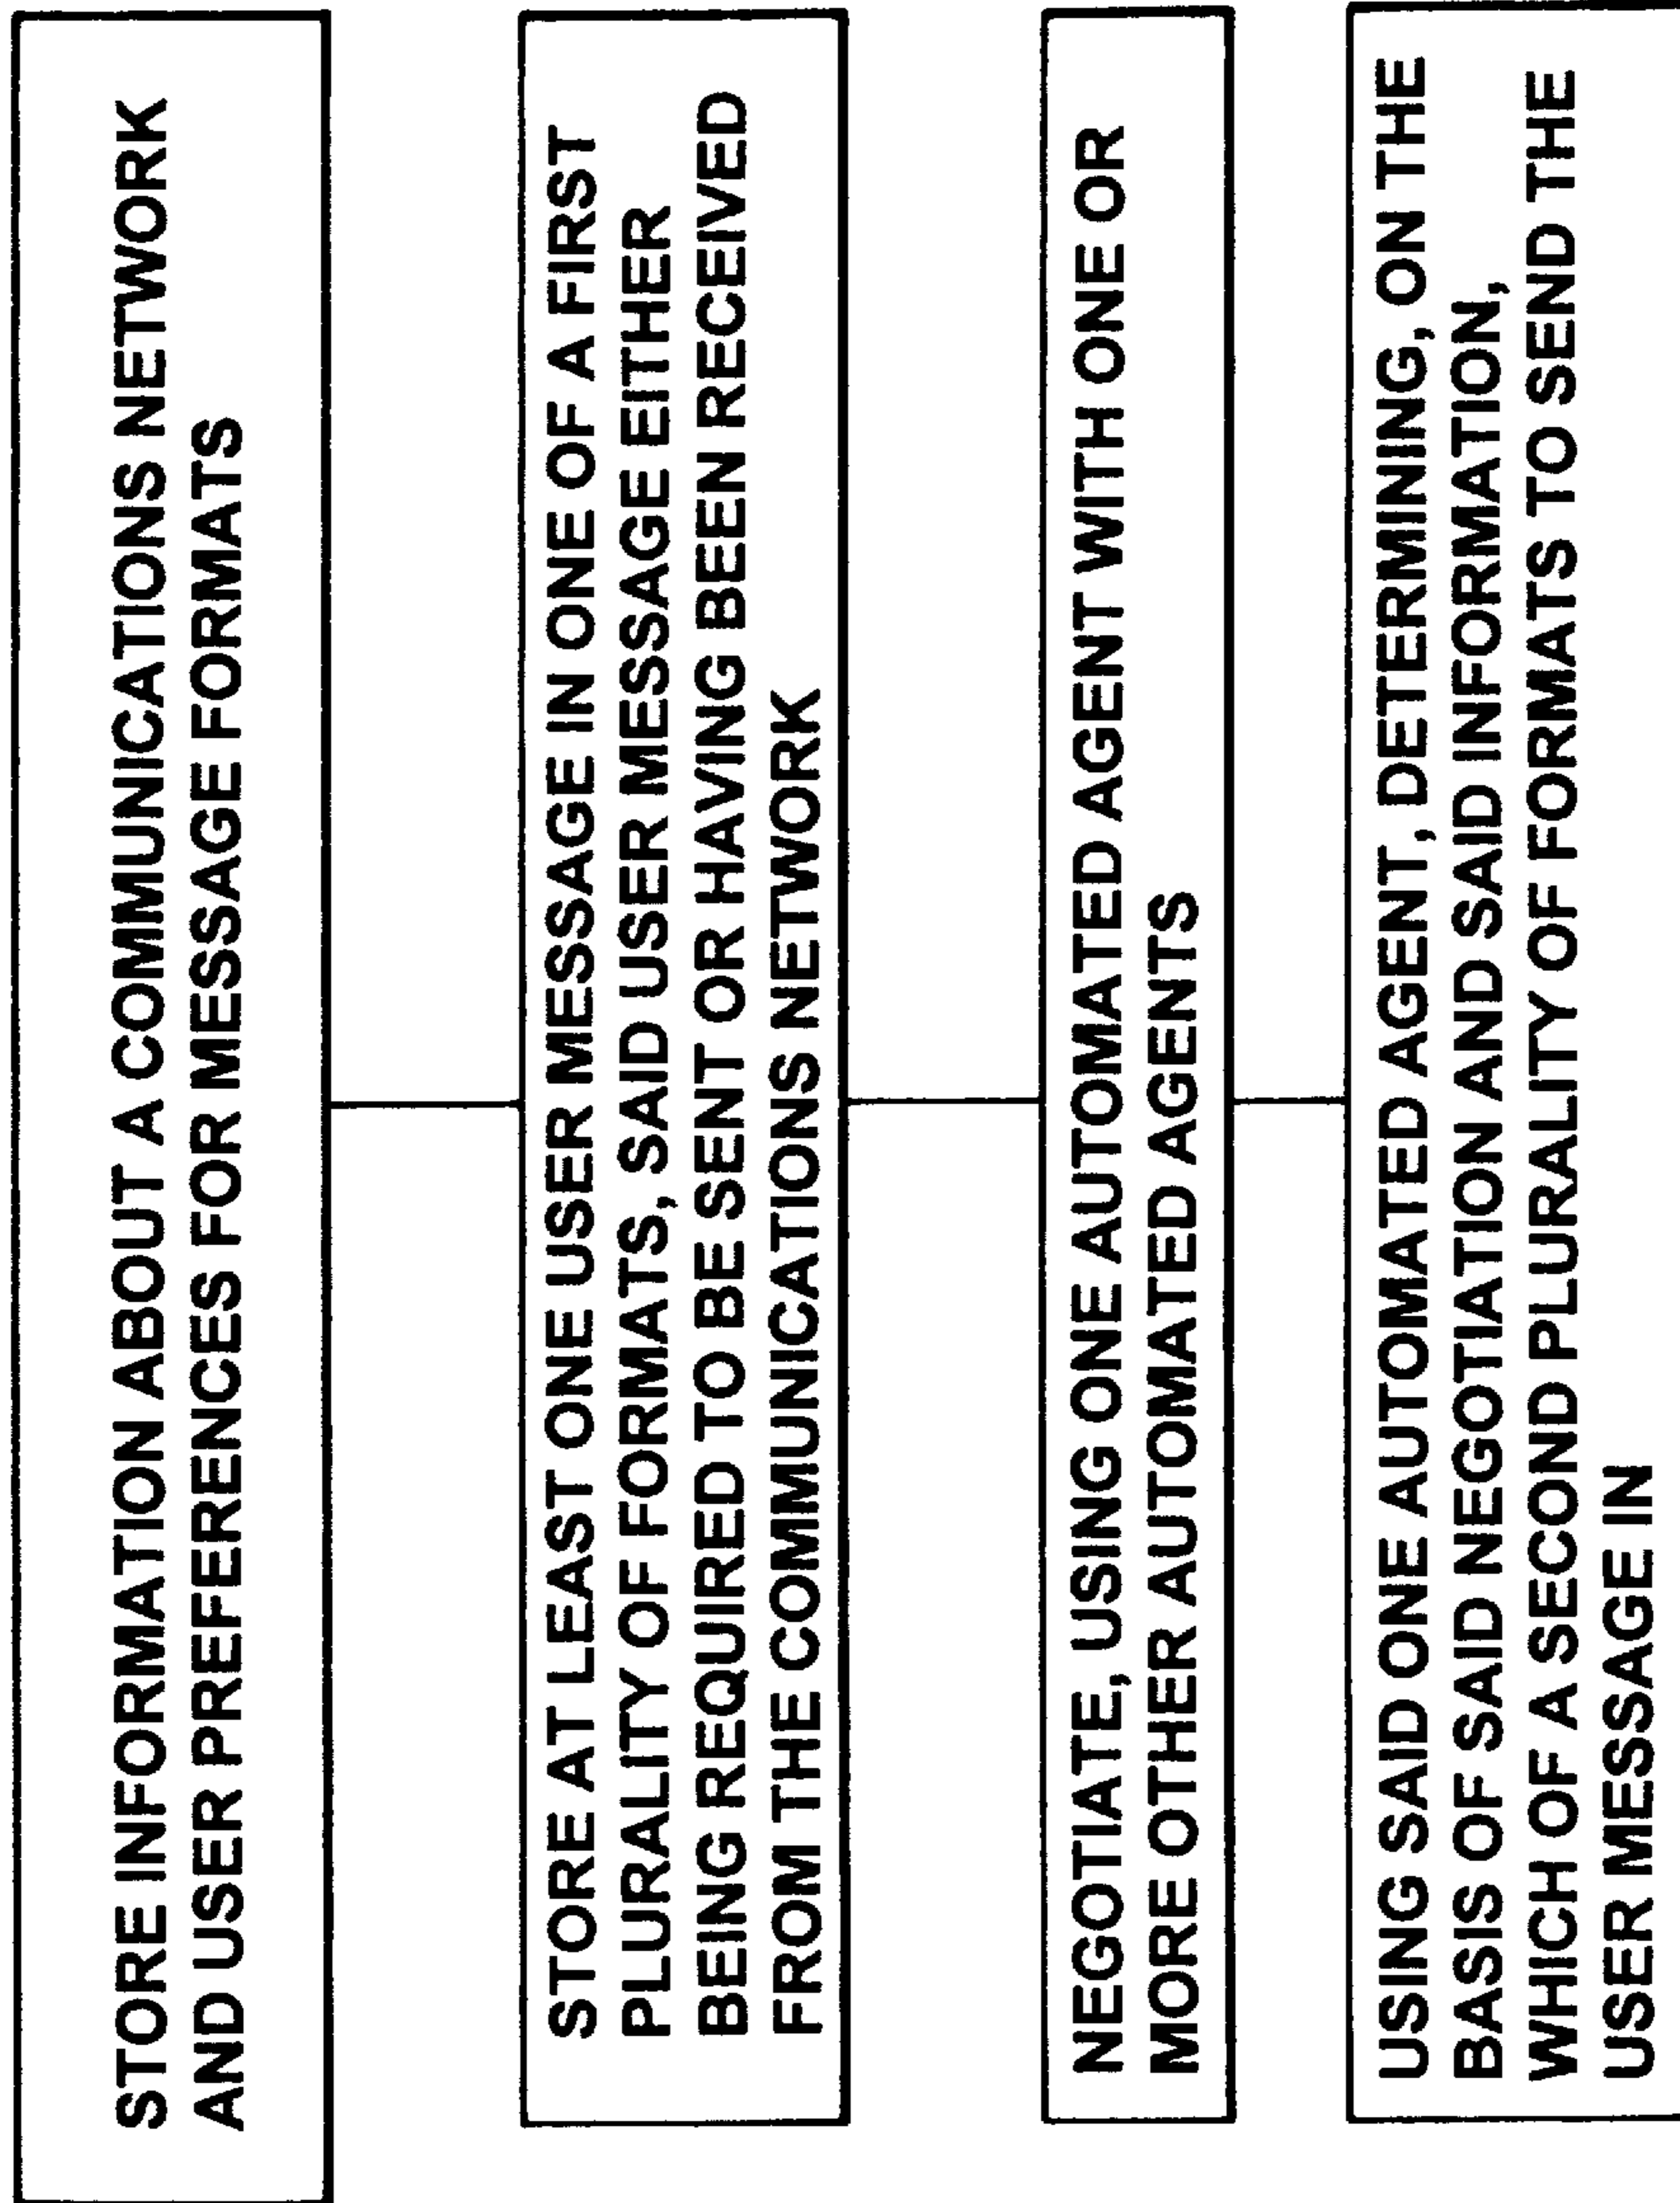 STORE INFORMATION ABOUT A COMMUNICATIONS NETWORK
AND USER PREFERENCES FOR MESSAGE FORMATS
STORE AT LEAST ONE USER MESSAGE IN ONE OF A FIRST
PLURALITY OF FORMATS, SAID USER MESSAGE EITHER
BEING REQUIRED TO BE SENT OR HAVING BEEN RECEIVED
FROM THE COMMUNICATIONS NETWORK
NEGOTIATE, USING ONE AUTOMATED AGENT WITH ONE OR
MORE OTHER AUTOMATED AGENTS
USING SAID ONE AUTOMATED AGENT, DETERMINING, ON THE
BASIS OF SAID NEGOTIATION AND SAID INFORMATION,
WHICH OF A SECOND PLURALITY OF FORMATS TO SEND THE
USER MESSAGE IN